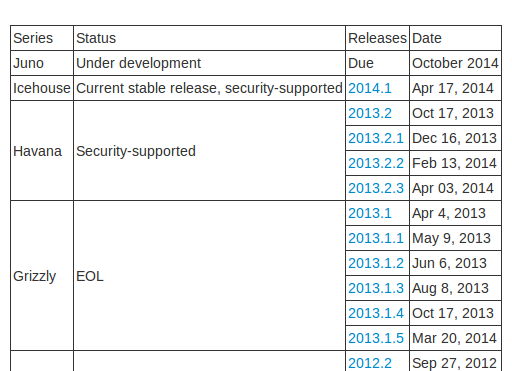 Series Status Releases Date
Juno Under development Due October 2014
Icehouse Current stable release, security-supported 2014.1 Apr 17, 2014
Havana Security-supported 2013.2 Oct 17, 2013
2013.2.1 Dec 16, 2013
2013.2.2 Feb 13, 2014
2013.2.3 Apr 03, 2014
Grizzly EOL 2013.1 Apr 4, 2013
2013.1.1 May 9, 2013
2013.1.2 Jun 6, 2013
2013.1.3 Aug 8, 2013
2013.1.4 Oct 17, 2013
2013.1.5 Mar 20, 2014
2012.2 Sep 27, 2012